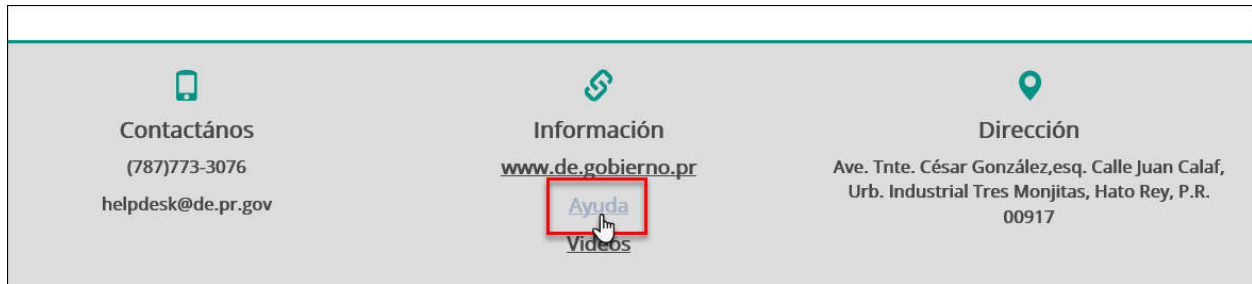 Contactános
(787)773-3076
helpdesk@de.pr.gov
Información
www.de.gobierno.pr
Ayuda
Videos
Dirección
Ave. Tnte. César González,esq. Calle Juan Calaf,
Urb. Industrial Tres Monjitas, Hato Rey, P.R.
00917